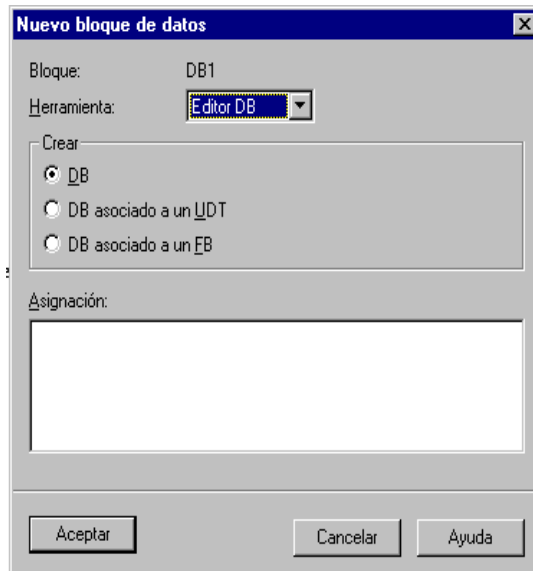 Nuevo bloque de datos
Bloque: DB1
Herramienta: Editor DB
Crear
DB
DB asociado a un UDT
DB asociado a un FB
Asignación:
Aceptar Cancelar Ayuda